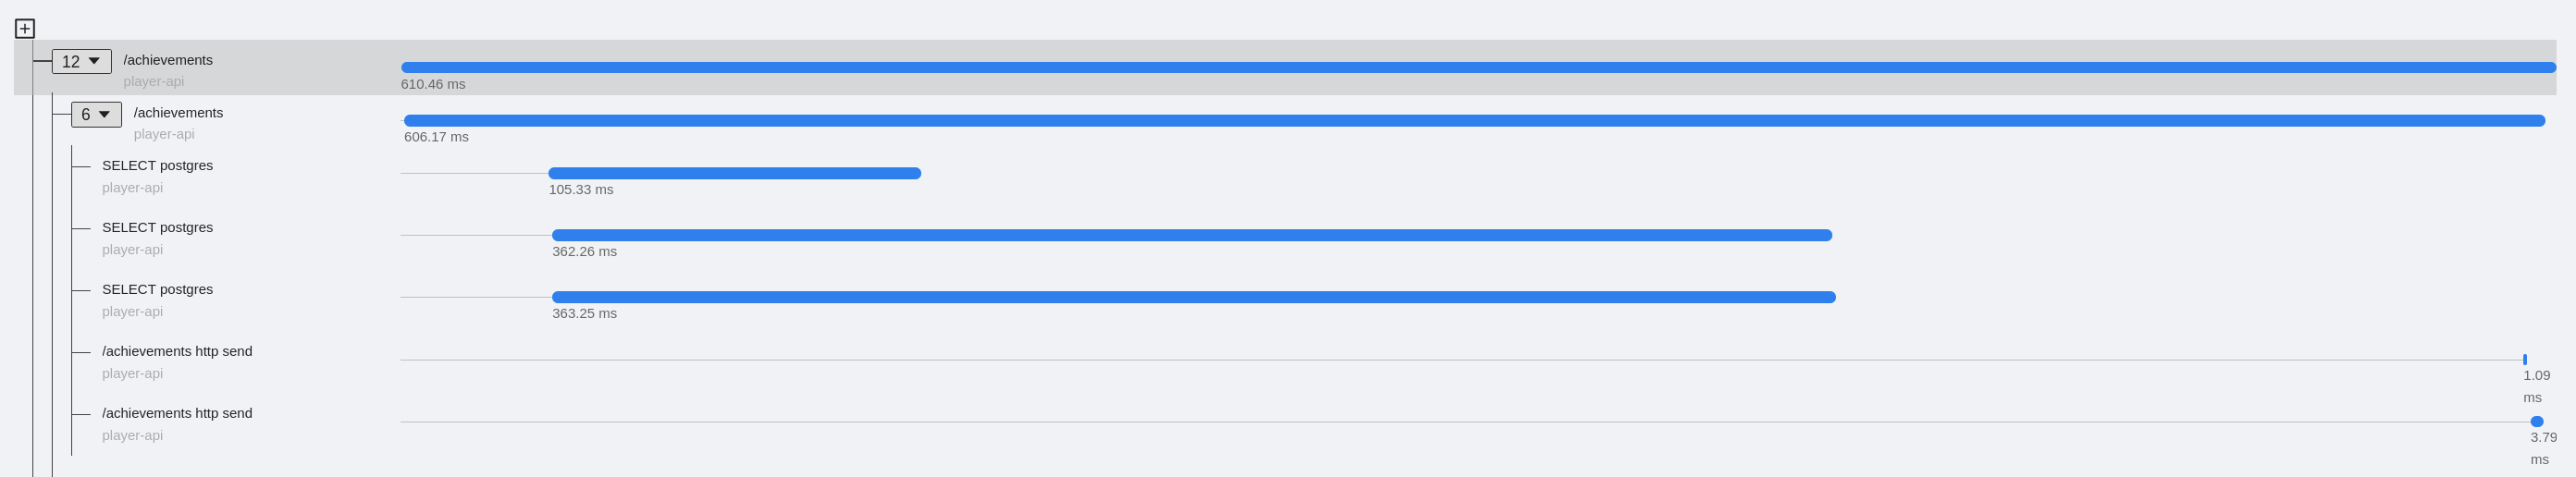 12 /achievements
player-api
610.46 ms
6 /achievements
player-api
606.17 ms
SELECT postgres
player-api
105.33 ms
SELECT postgres
player-api
362.26 ms
SELECT postgres
player-api
363.25 ms
/achievements http send
player-api
1.09
ms
/achievements http send
player-api
3.79
ms